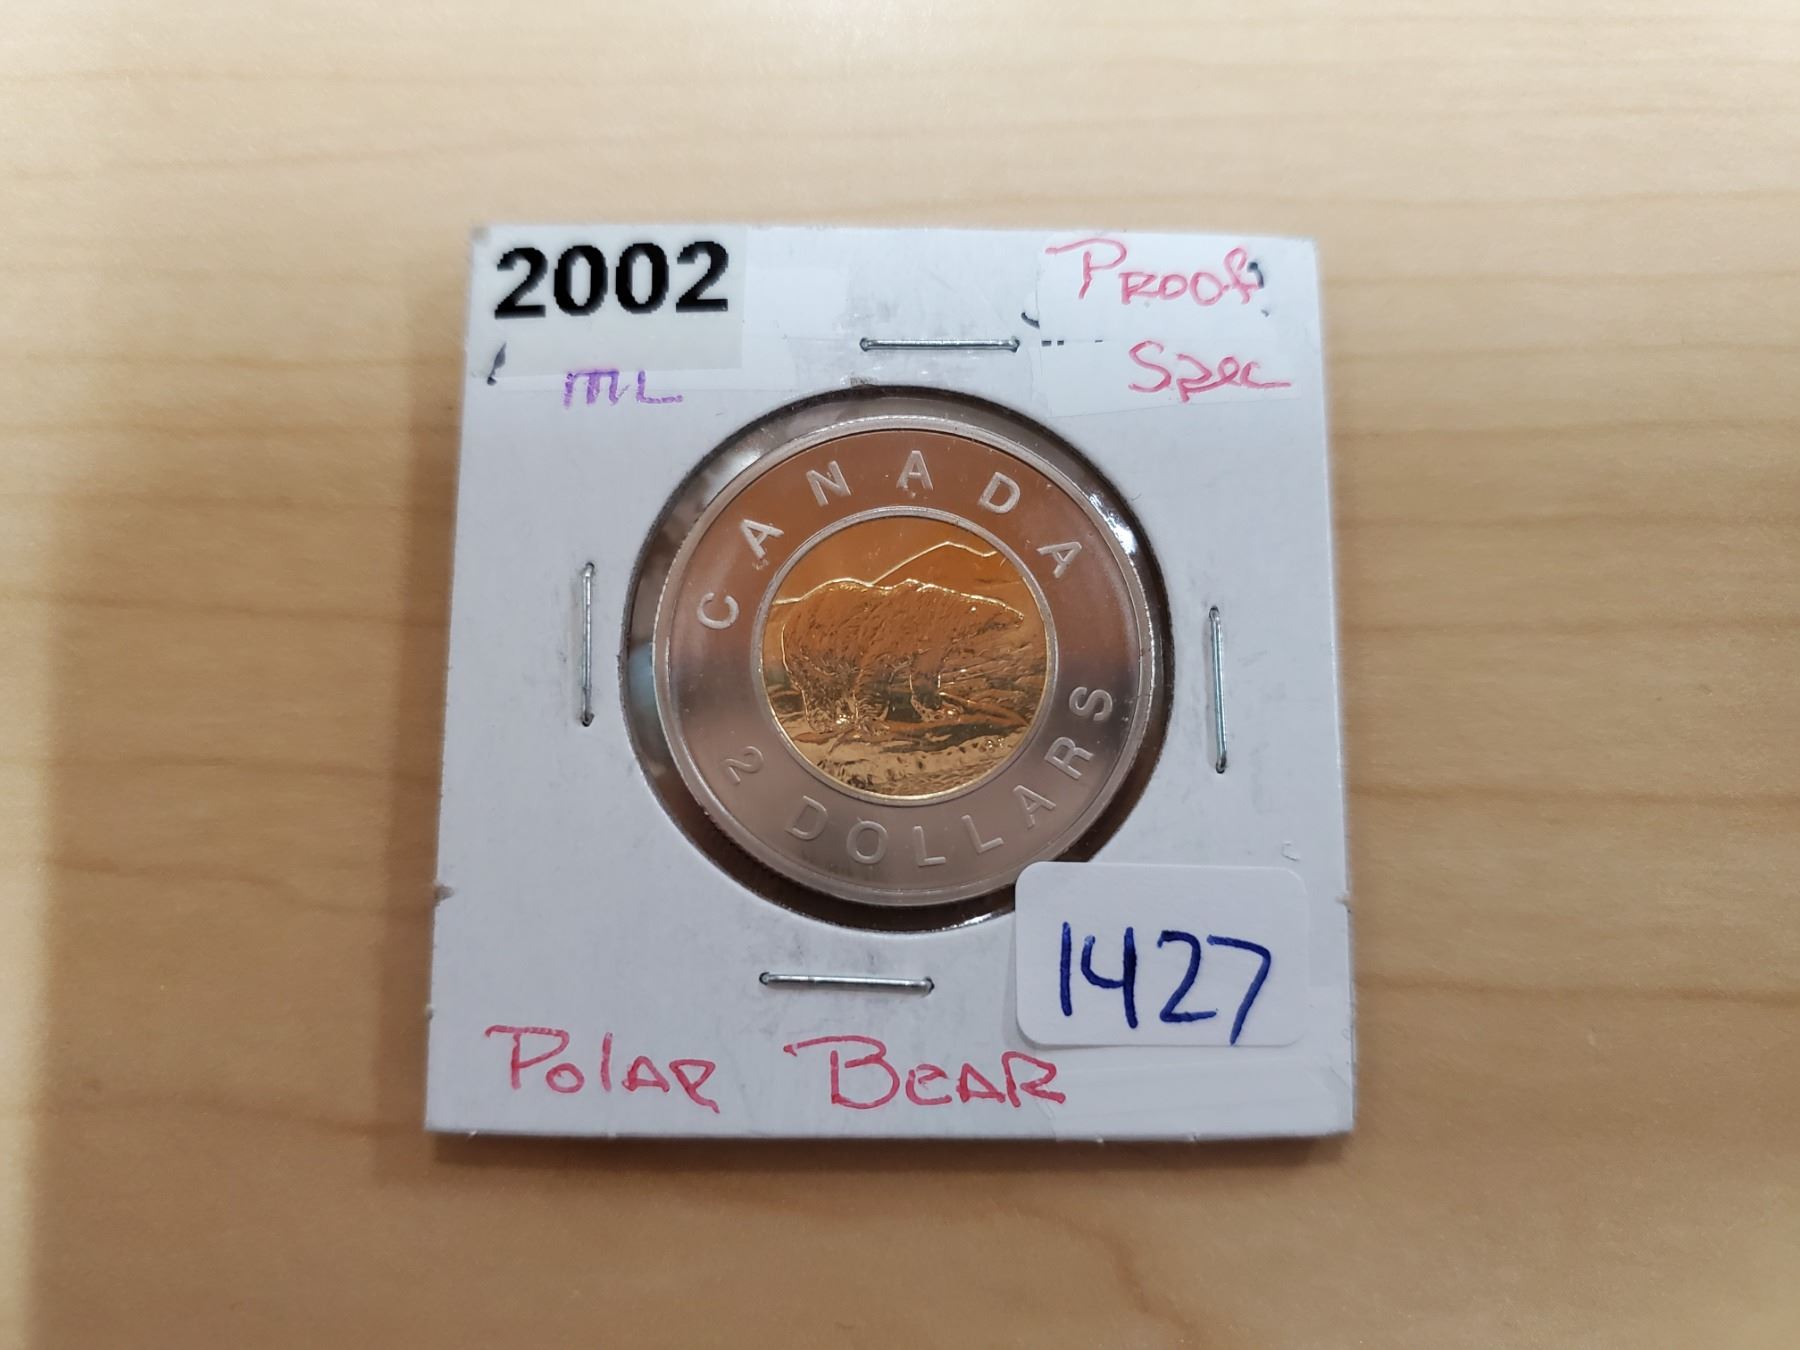 2002
Proof
ML
Spec
CANADA
2 DOLLARS
1427
Polar Bear